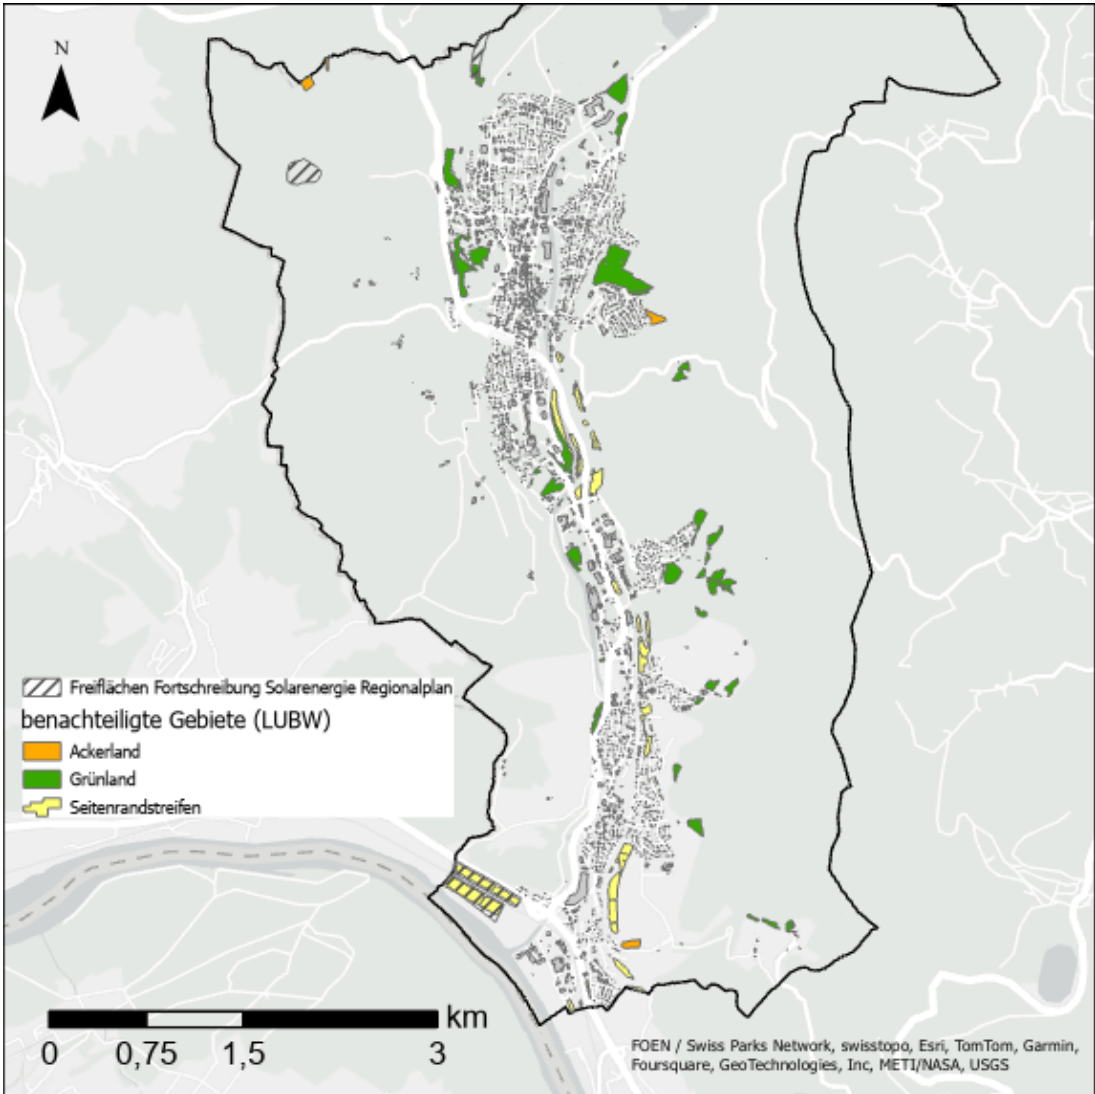 N
Freiflächen Fortschreibung Solarenergie Regionalplan
benachteiligte Gebiete (LUBW)
Ackerland
Grünland
Seitenrandstreifen
km
0 0,75 1,5 3
FOEN / Swiss Parks Network, swisstopo, Esri, TomTom, Garmin,
Foursquare, GeoTechnologies, Inc, METI/NASA, USGS